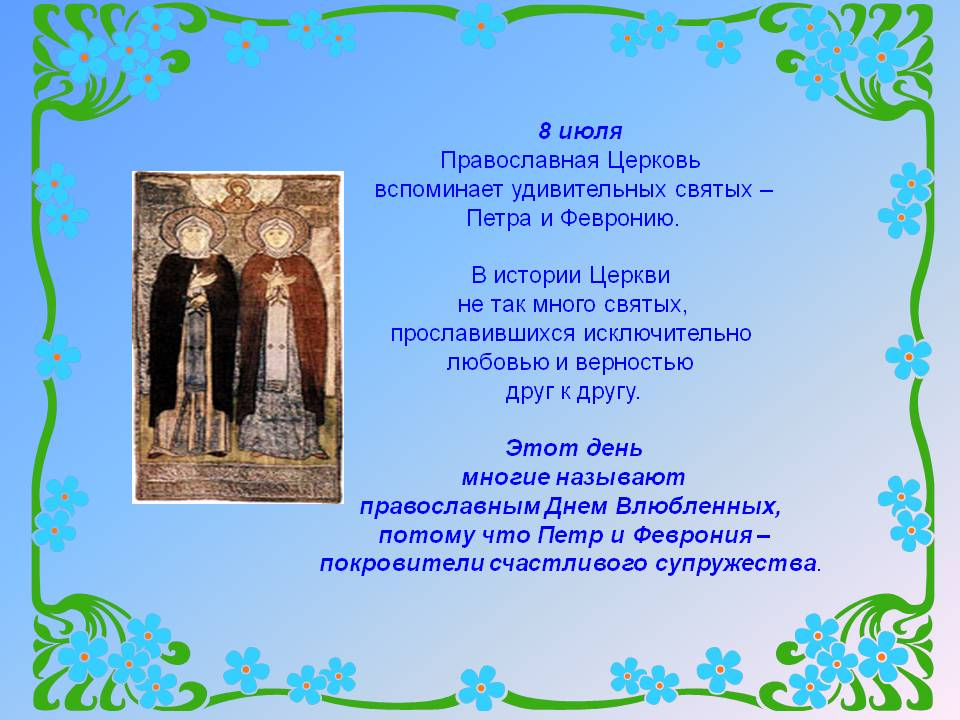 8 июля
Православная Церковь
вспоминает удивительных святых –
Петра и Февронию.
В истории Церкви
не так много святых,
прославившихся исключительно
любовью и верностью
друг к другу.
Этот день
многие называют
православным Днем Влюбленных,
потому что Петр и Феврония –
покровители счастливого супружества.